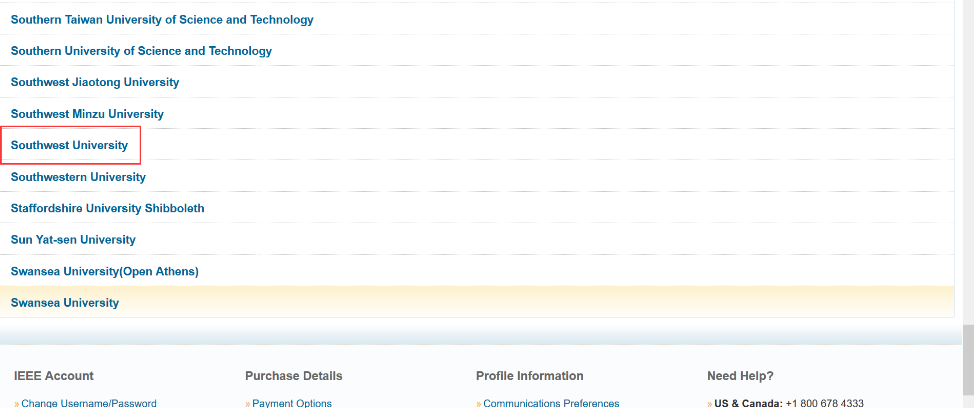 Southern Taiwan University of Science and Technology
Southern University of Science and Technology
Southwest Jiaotong University
Southwest Minzu University
Southwest University
Southwestern University
Staffordshire University Shibboleth
Sun Yat-sen University
Swansea University(Open Athens)
Swansea University
IEEE Account Purchase Details Profile Information Need Help?
» Change Username/Password » Payment Options » Communications Preferences » US & Canada: +1 800 678 4333